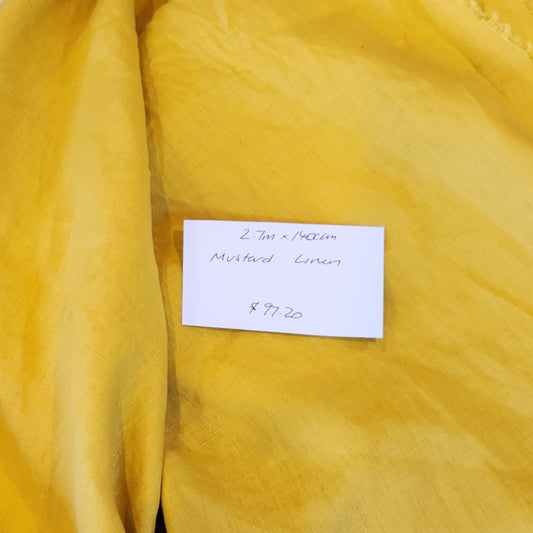 2.7m x 140cm
Mustard Linen
$97.20